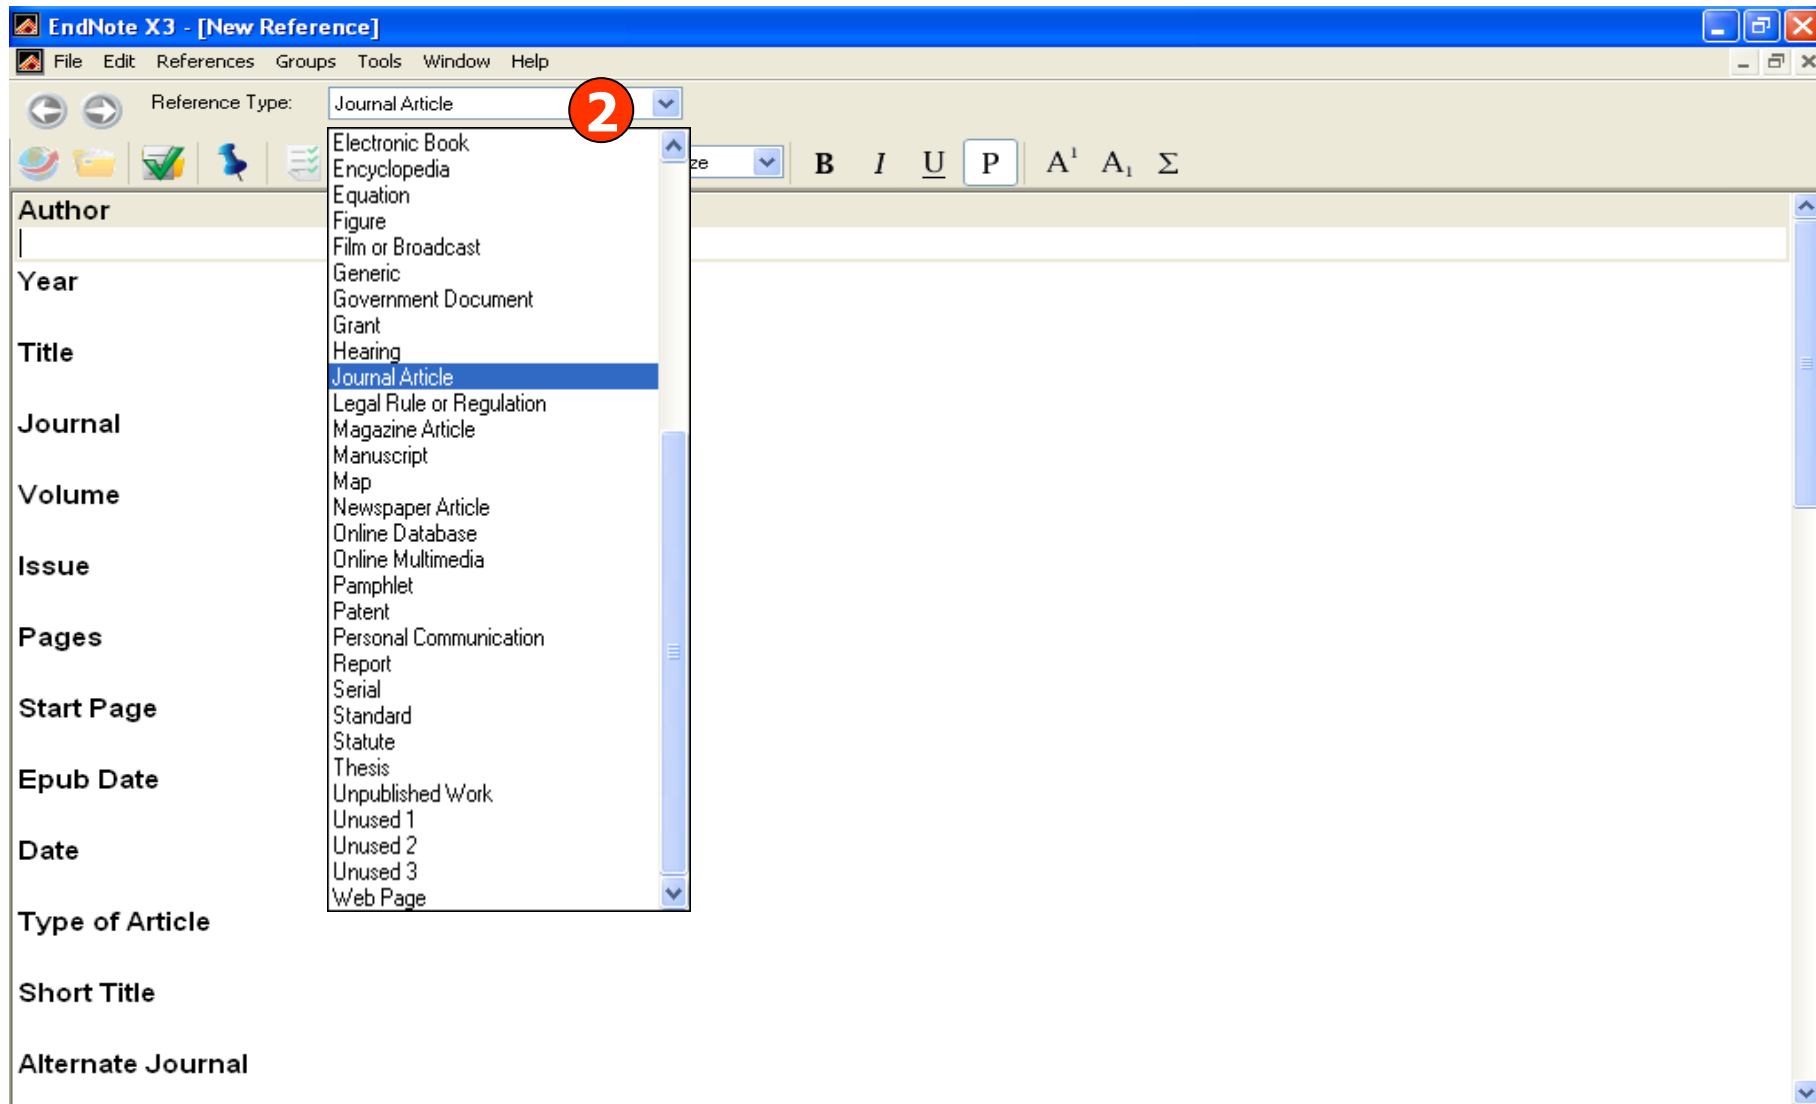 EndNote X3 - [New Reference]
File Edit References Groups Tools Window Help
Reference Type: Journal Article 2
ze B I U P A¹ A₁ Σ
Electronic Book
Encyclopedia
Equation
Figure
Film or Broadcast
Generic
Government Document
Grant
Hearing
Journal Article
Legal Rule or Regulation
Magazine Article
Manuscript
Map
Newspaper Article
Online Database
Online Multimedia
Pamphlet
Patent
Personal Communication
Report
Serial
Standard
Statute
Thesis
Unpublished Work
Unused 1
Unused 2
Unused 3
Web Page
Author
Year
Title
Journal
Volume
Issue
Pages
Start Page
Epub Date
Date
Type of Article
Short Title
Alternate Journal